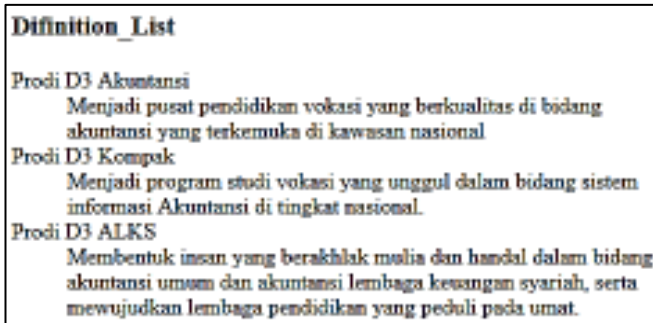 Difinition_List
Prodi D3 Akuntansi
Menjadi pusat pendidikan vokasi yang berkualitas di bidang
akuntansi yang terkemuka di kawasan nasional
Prodi D3 Kompak
Menjadi program studi vokasi yang unggul dalam bidang sistem
informasi Akuntansi di tingkat nasional.
Prodi D3 ALKS
Membentuk insan yang berakhlak mulia dan handal dalam bidang
akuntansi umum dan akuntansi lembaga keuangan syariah, serta
mewujudkan lembaga pendidikan yang peduli pada umat.